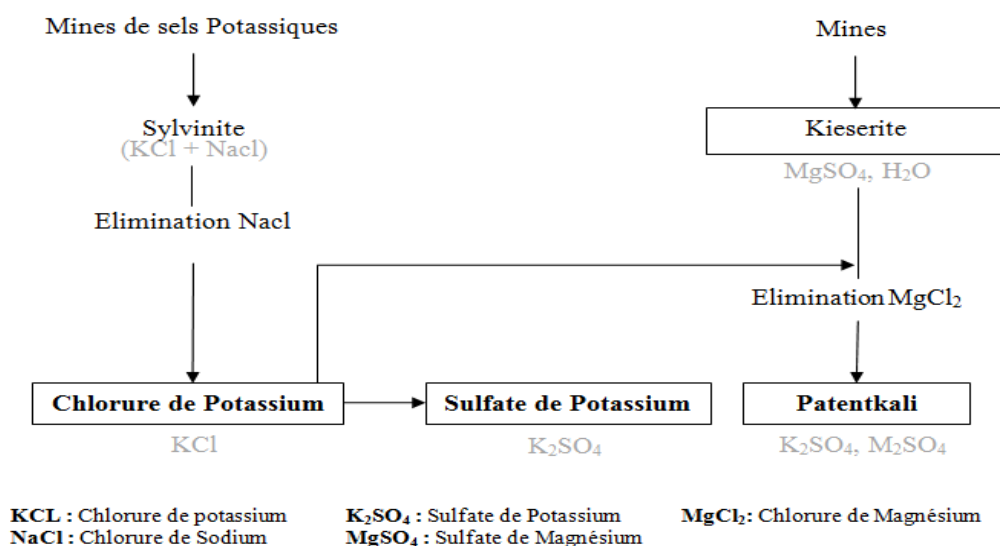 Mines de sels Potassiques
Mines
Sylvinite
(KCl + Nacl)
Kieserite
MgSO₄, H₂O
Elimination Nacl
Elimination MgCl₂
Chlorure de Potassium
KCl
Sulfate de Potassium
K₂SO₄
Patentkali
K₂SO₄, M₂SO₄
KCL : Chlorure de potassium
K₂SO₄ : Sulfate de Potassium
MgCl₂: Chlorure de Magnésium
NaCl : Chlorure de Sodium
MgSO₄ : Sulfate de Magnésium